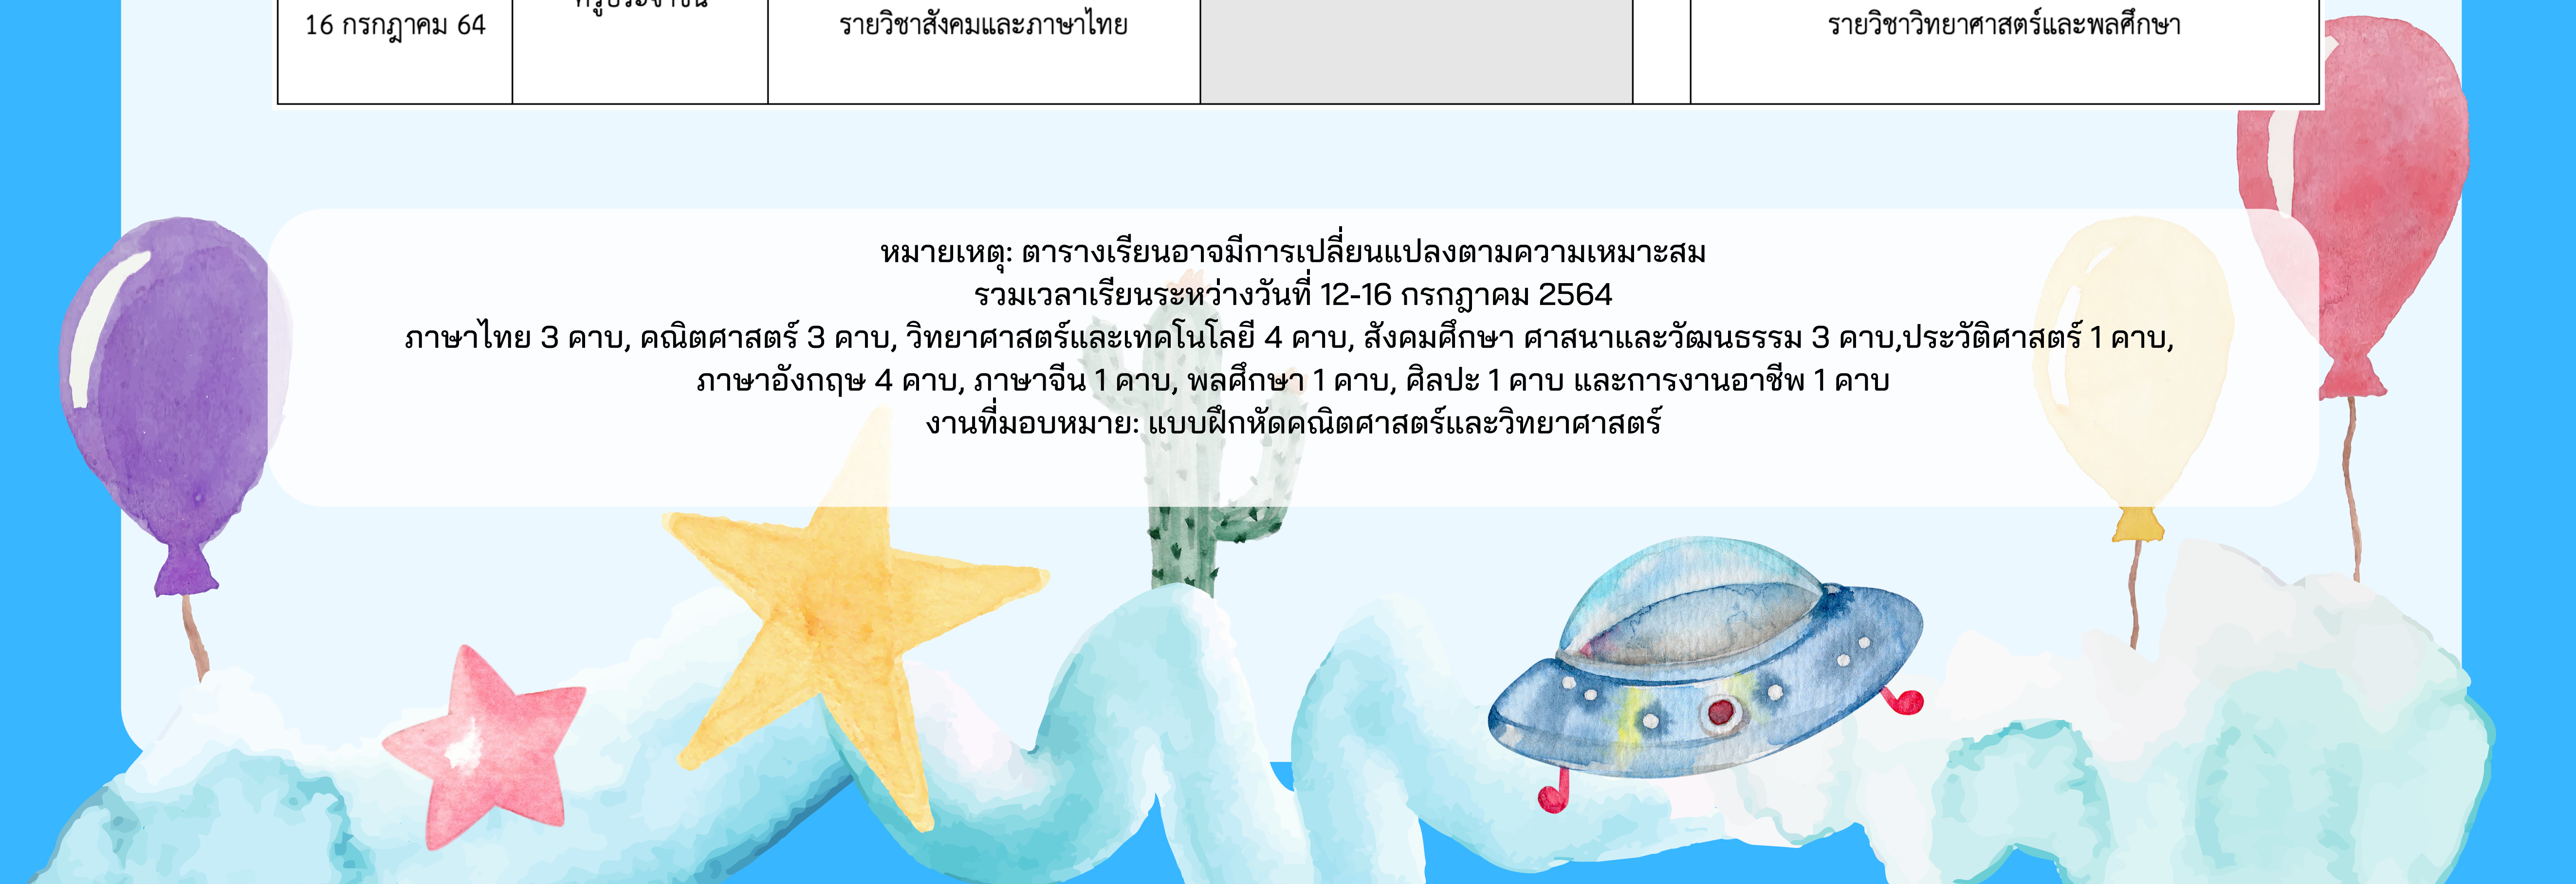 ครูประจำชั้น
16 กรกฎาคม 64
รายวิชาสังคมและภาษาไทย
รายวิชาวิทยาศาสตร์และพลศึกษา
หมายเหตุ: ตารางเรียนอาจมีการเปลี่ยนแปลงตามความเหมาะสม
รวมเวลาเรียนระหว่างวันที่ 12-16 กรกฎาคม 2564
ภาษาไทย 3 คาบ, คณิตศาสตร์ 3 คาบ, วิทยาศาสตร์และเทคโนโลยี 4 คาบ, สังคมศึกษา ศาสนาและวัฒนธรรม 3 คาบ,ประวัติศาสตร์ 1 คาบ,
ภาษาอังกฤษ 4 คาบ, ภาษาจีน 1 คาบ, พลศึกษา 1 คาบ, ศิลปะ 1 คาบ และการงานอาชีพ 1 คาบ
งานที่มอบหมาย: แบบฝึกหัดคณิตศาสตร์และวิทยาศาสตร์